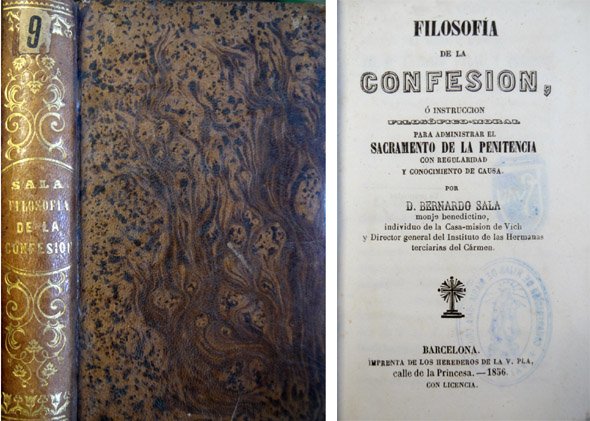 9
SALA
FILOSOFIA
DE LA
CONFESION
FILOSOFÍA
DE LA
CONFESION,
Ó INSTRUCCION
FILOSÓFICO-MORAL
PARA ADMINISTRAR EL
SACRAMENTO DE LA PENITENCIA
CON REGULARIDAD
Y CONOCIMIENTO DE CAUSA.
POR
D. BERNARDO SALA
monje benedictino,
individuo de la Casa-mision de Vich
y Director general del Instituto de las Hermanas
terciarias del Cármen.
BARCELONA.
IMPRENTA DE LOS HEREDEROS DE LA V. PLA,
calle de la Princesa.—1856.
CON LICENCIA.